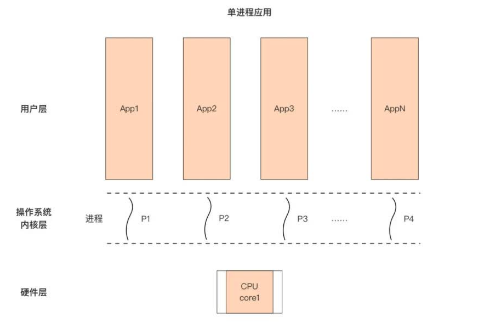 单进程应用
用户层
App1
App2
App3
......
AppN
操作系统
内核层
进程
P1
P2
P3
......
P4
硬件层
CPU
core1